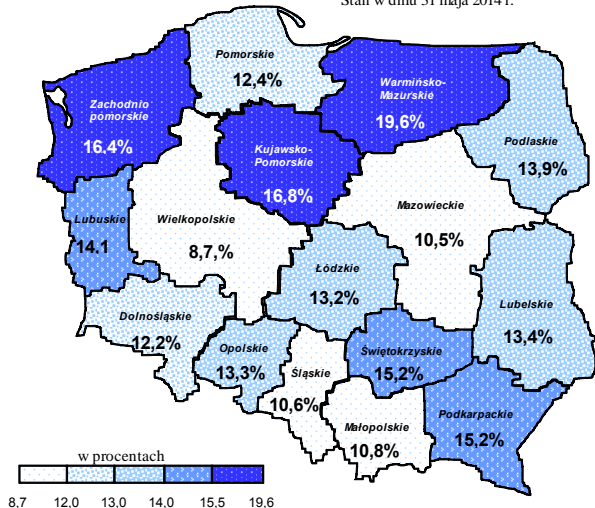 Stan w dniu 31 maja 2014 r.
Pomorskie
12,4%
Zachodnio
pomorskie
16,4%
Warmińsko-
Mazurskie
19,6%
Kujawsko-
Pomorskie
16,8%
Podlaskie
13,9%
Lubuskie
14.1
Wielkopolskie
8,7,%
Mazowieckie
10,5%
Łódzkie
13,2%
Lubelskie
13,4%
Dolnośląskie
12,2%
Opolskie
13,3%
Śląskie
10,6%
Świętokrzyskie
15,2%
Małopolskie
10,8%
Podkarpackie
15,2%
w procentach
8,7 12,0 13,0 14,0 15,5 19,6